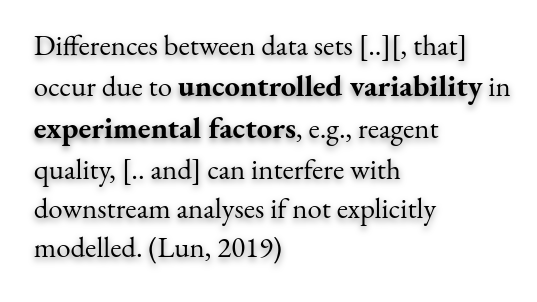 Differences between data sets [..][, that]
occur due to uncontrolled variability in
experimental factors, e.g., reagent
quality, [.. and] can interfere with
downstream analyses if not explicitly
modelled. (Lun, 2019)